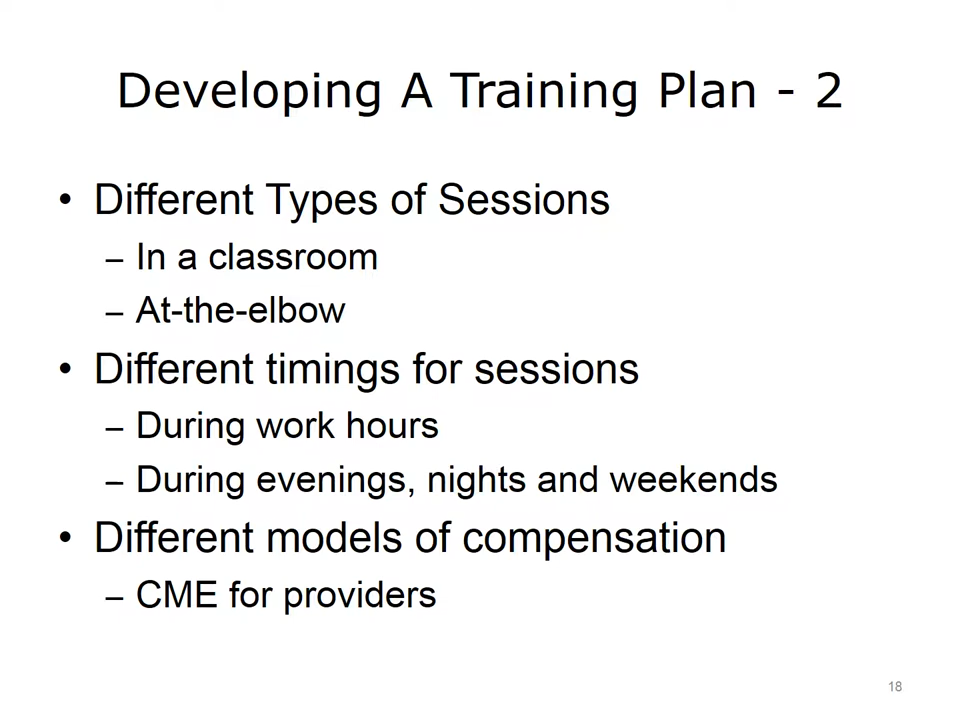 Developing A Training Plan - 2
• Different Types of Sessions
– In a classroom
– At-the-elbow
• Different timings for sessions
– During work hours
– During evenings, nights and weekends
• Different models of compensation
– CME for providers
18